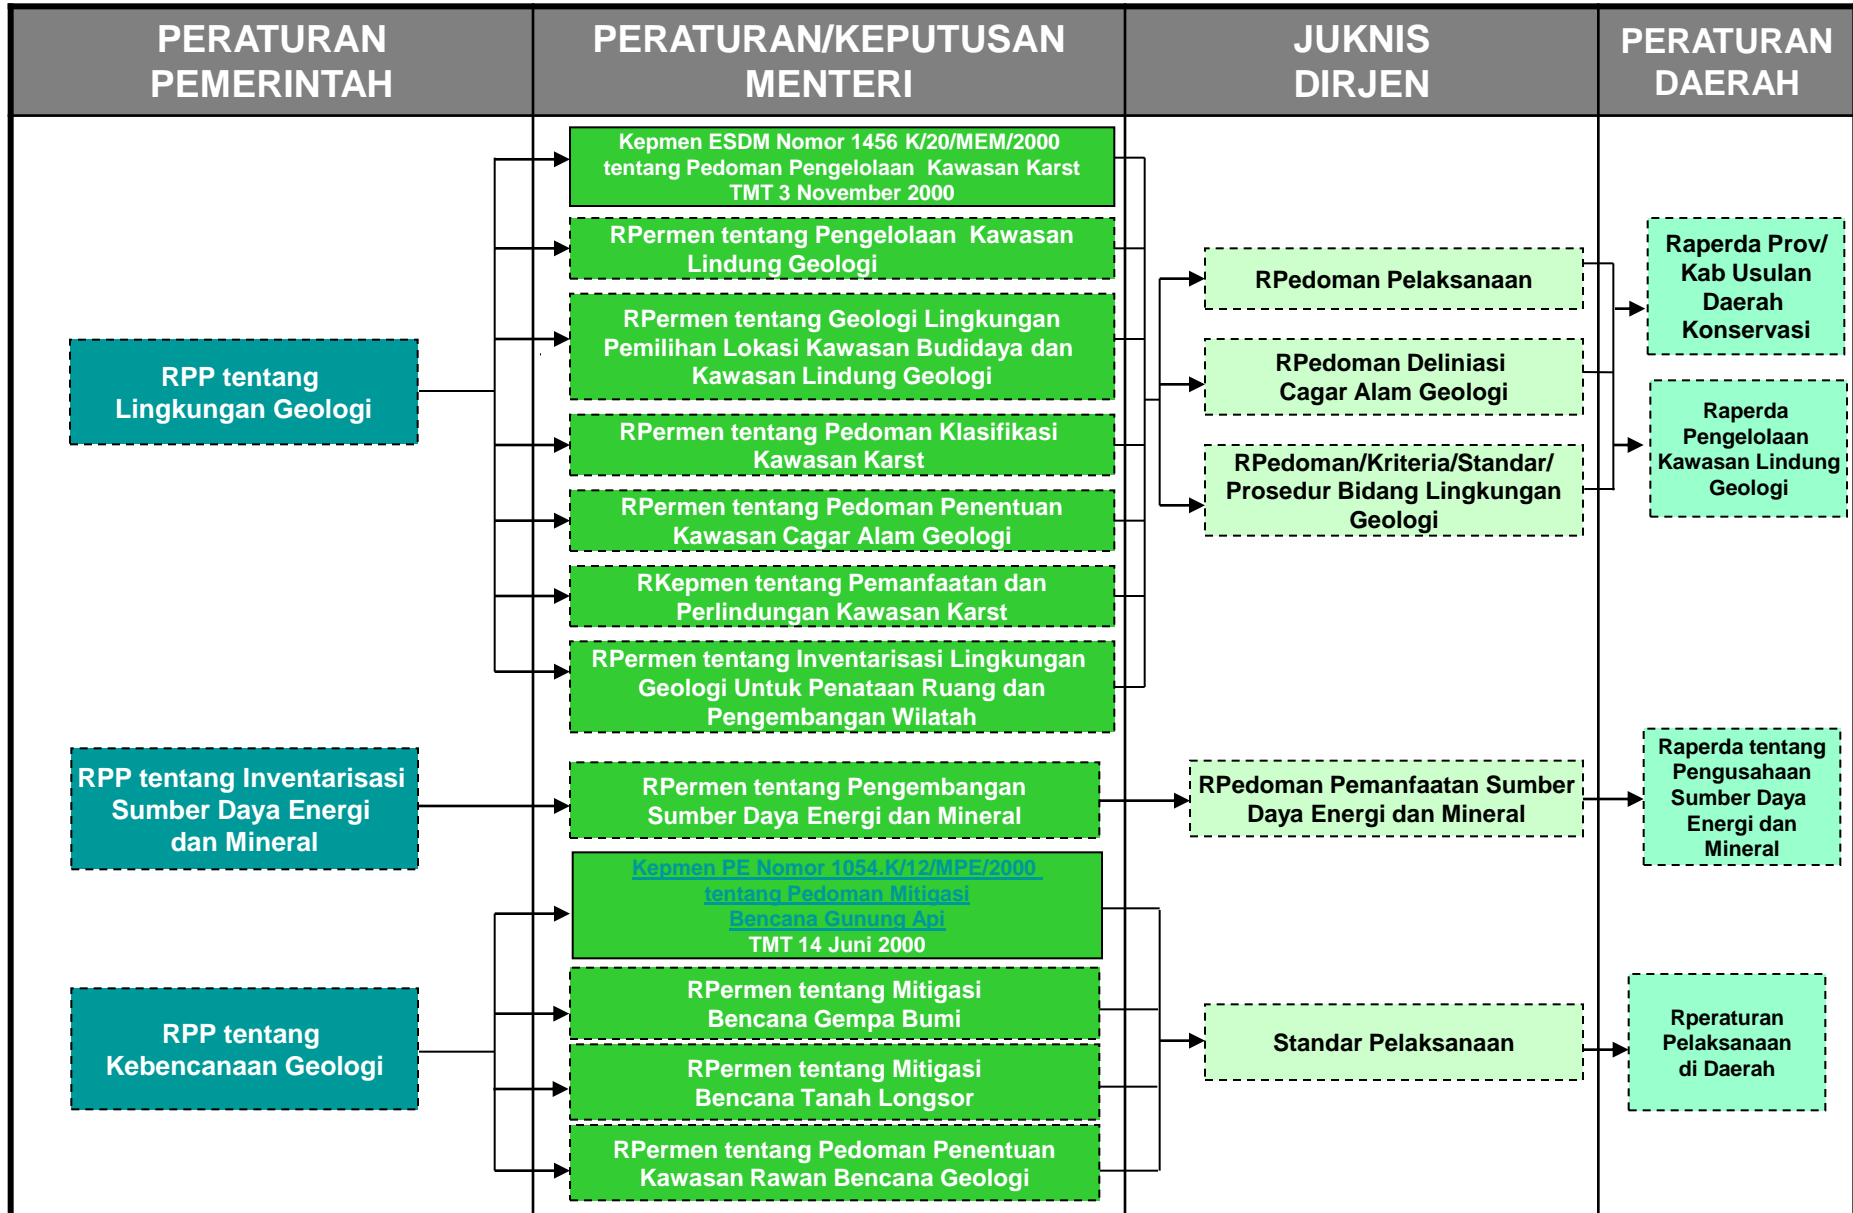 PERATURAN
PEMERINTAH
PERATURAN/KEPUTUSAN
MENTERI
JUKNIS
DIRJEN
PERATURAN
DAERAH
RPP tentang
Lingkungan Geologi
Kepmen ESDM Nomor 1456 K/20/MEM/2000
tentang Pedoman Pengelolaan Kawasan Karst
TMT 3 November 2000
RPermen tentang Pengelolaan Kawasan
Lindung Geologi
RPermen tentang Geologi Lingkungan
Pemilihan Lokasi Kawasan Budidaya dan
Kawasan Lindung Geologi
RPermen tentang Pedoman Klasifikasi
Kawasan Karst
RPermen tentang Pedoman Penentuan
Kawasan Cagar Alam Geologi
RKepmen tentang Pemanfaatan dan
Perlindungan Kawasan Karst
RPermen tentang Inventarisasi Lingkungan
Geologi Untuk Penataan Ruang dan
Pengembangan Wilatah
RPedoman Pelaksanaan
RPedoman Deliniasi
Cagar Alam Geologi
RPedoman/Kriteria/Standar/
Prosedur Bidang Lingkungan
Geologi
Raperda Prov/
Kab Usulan
Daerah
Konservasi
Raperda
Pengelolaan
Kawasan Lindung
Geologi
RPP tentang Inventarisasi
Sumber Daya Energi
dan Mineral
RPermen tentang Pengembangan
Sumber Daya Energi dan Mineral
RPedoman Pemanfaatan Sumber
Daya Energi dan Mineral
Raperda tentang
Pengusahaan
Sumber Daya
Energi dan
Mineral
RPP tentang
Kebencanaan Geologi
Kepmen PE Nomor 1054.K/12/MPE/2000
tentang Pedoman Mitigasi
Bencana Gunung Api
TMT 14 Juni 2000
RPermen tentang Mitigasi
Bencana Gempa Bumi
RPermen tentang Mitigasi
Bencana Tanah Longsor
RPermen tentang Pedoman Penentuan
Kawasan Rawan Bencana Geologi
Standar Pelaksanaan
Rperaturan
Pelaksanaan
di Daerah